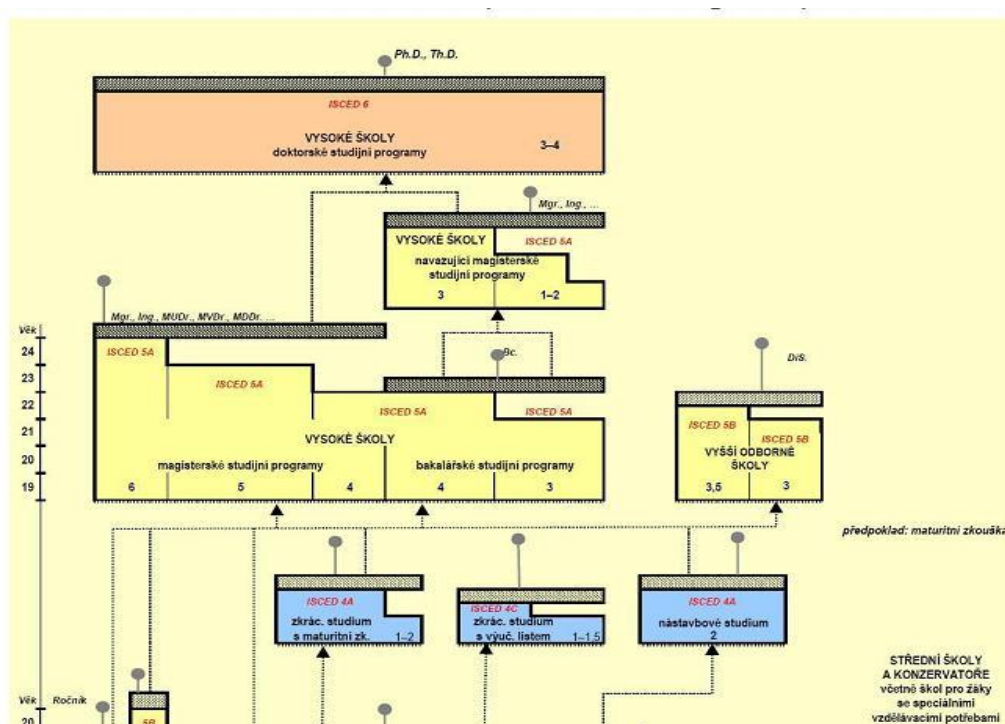 Ph.D., Th.D.
ISCED 6
VYSOKÉ ŠKOLY
doktorské studijní programy
3–4
Mgr., Ing., ...
VYSOKÉ ŠKOLY
ISCED 5A
navazující magisterské
studijní programy
3
1–2
Mgr., Ing., MUDr., MVDr., MDDr. ...
Věk
24
ISCED 5A
Bc.
DiS.
23
ISCED 5A
22
ISCED 5A
ISCED 5A
21
ISCED 5B
ISCED 5B
VYSOKÉ ŠKOLY
20
VYŠŠÍ ODBORNÉ
ŠKOLY
magisterské studijní programy
bakalářské studijní programy
19
6
5
4
4
3
3,5
3
předpoklad: maturitní zkouška
ISCED 4A
zkrác. studium
s maturitní zk.
1–2
ISCED 4C
zkrác. studium
s výuč. listem
1–1,5
ISCED 4A
nástavbové studium
2
STŘEDNÍ ŠKOLY
A KONZERVATOŘE
včetně škol pro žáky
se speciálními
vzdělávacími potřebami
Věk
Ročník
20
5B